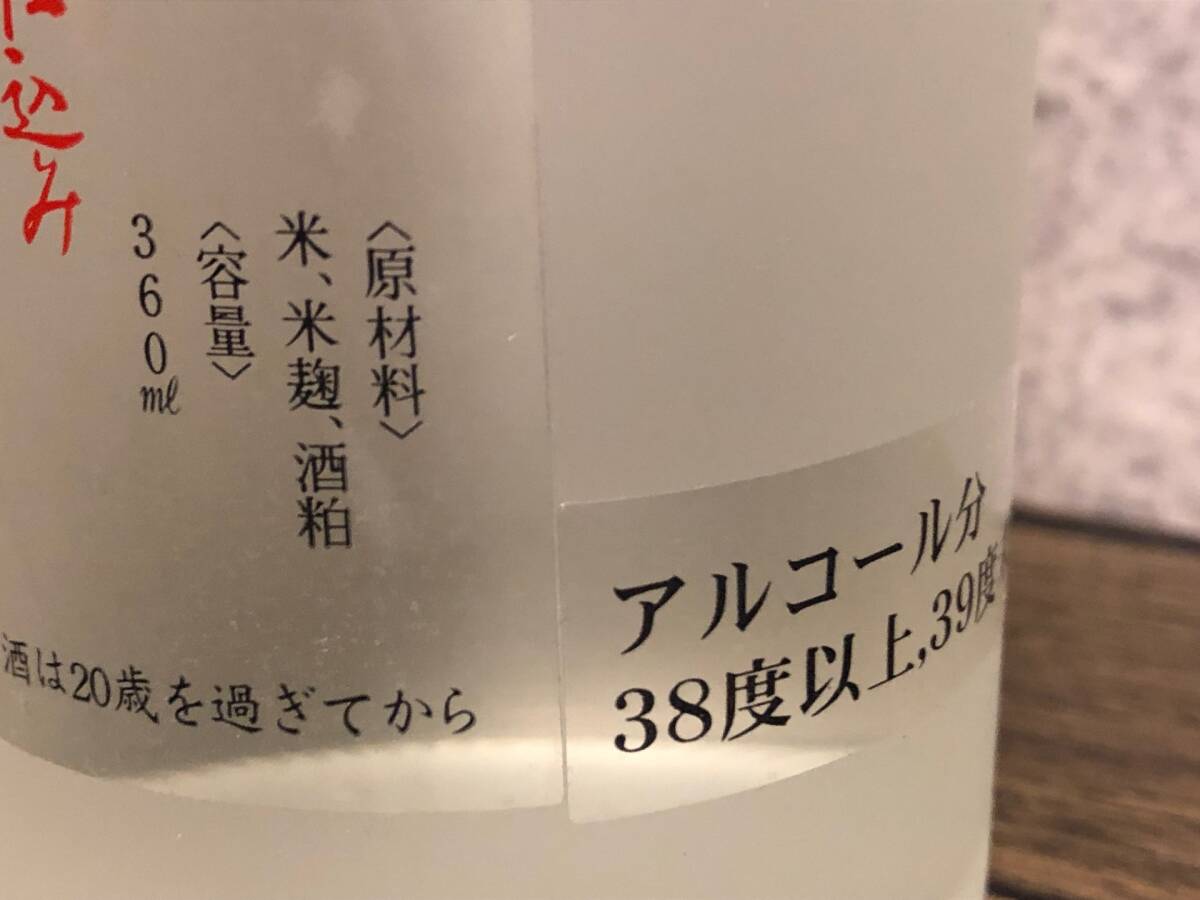 〈原材料〉
米、米麹、酒粕
〈容量〉
360㎖
込み
酒は20歳を過ぎてから
アルコール分
38度以上,39度